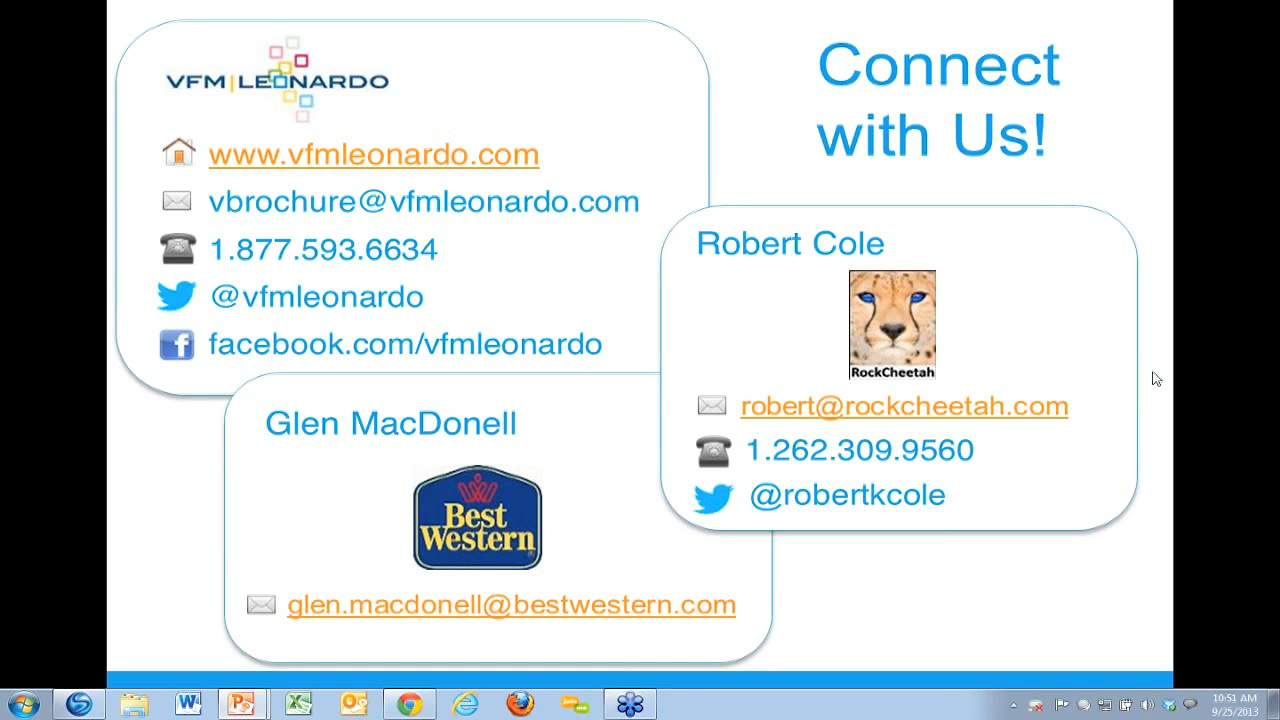 VFM|LEONARDO
www.vfmleonardo.com
vbrochure@vfmleonardo.com
1.877.593.6634
@vfmleonardo
facebook.com/vfmleonardo
Connect
with Us!
Robert Cole
RockCheetah
robert@rockcheetah.com
1.262.309.9560
@robertkcole
Glen MacDonell
Best
Western
glen.macdonell@bestwestern.com
10:51 AM
9/25/2013